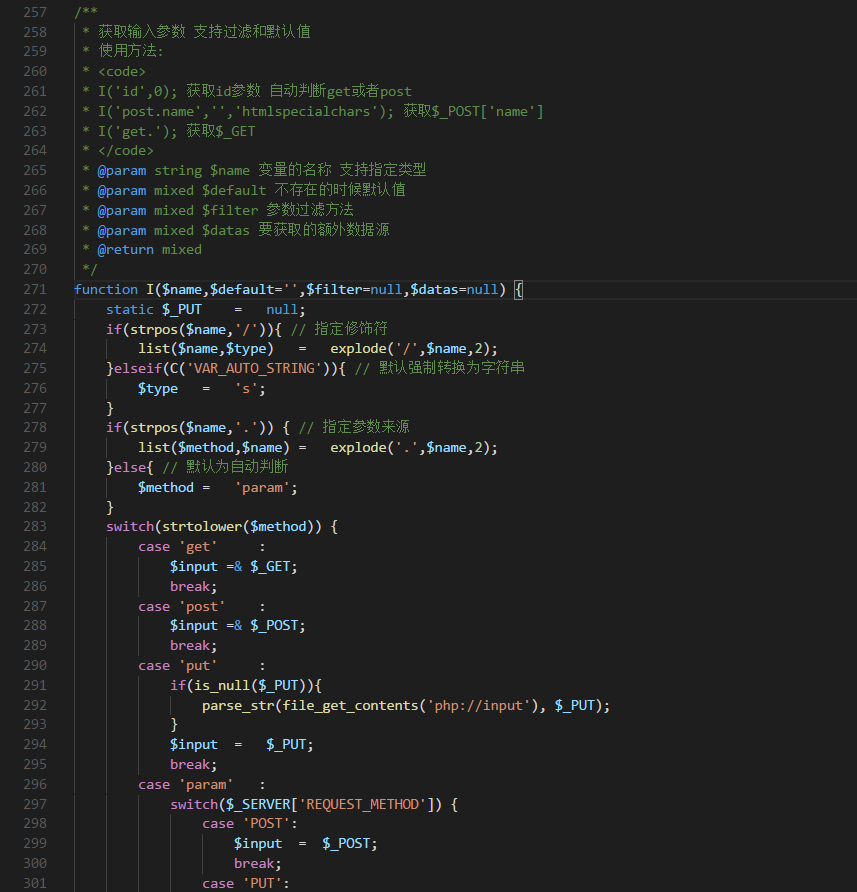 257 /**
258  * 获取输入参数 支持过滤和默认值
259  * 使用方法:
260  * <code>
261  * I('id',0); 获取id参数 自动判断get或者post
262  * I('post.name','','htmlspecialchars'); 获取$_POST['name']
263  * I('get.'); 获取$_GET
264  * </code>
265  * @param string $name 变量的名称 支持指定类型
266  * @param mixed $default 不存在的时候默认值
267  * @param mixed $filter 参数过滤方法
268  * @param mixed $datas 要获取的额外数据源
269  * @return mixed
270  */
271 function I($name,$default='',$filter=null,$datas=null) {
272     static $_PUT    =   null;
273     if(strpos($name,'/')){ // 指定修饰符
274         list($name,$type)   =   explode('/',$name,2);
275     }elseif(C('VAR_AUTO_STRING')){ // 默认强制转换为字符串
276         $type   =   's';
277     }
278     if(strpos($name,'.')) { // 指定参数来源
279         list($method,$name) =   explode('.',$name,2);
280     }else{ // 默认为自动判断
281         $method =   'param';
282     }
283     switch(strtolower($method)) {
284         case 'get'     :
285             $input =& $_GET;
286             break;
287         case 'post'    :
288             $input =& $_POST;
289             break;
290         case 'put'     :
291             if(is_null($_PUT)){
292                 parse_str(file_get_contents('php://input'), $_PUT);
293             }
294             $input  =   $_PUT;
295             break;
296         case 'param'   :
297             switch($_SERVER['REQUEST_METHOD']) {
298                 case 'POST':
299                     $input  =  $_POST;
300                     break;
301                 case 'PUT':